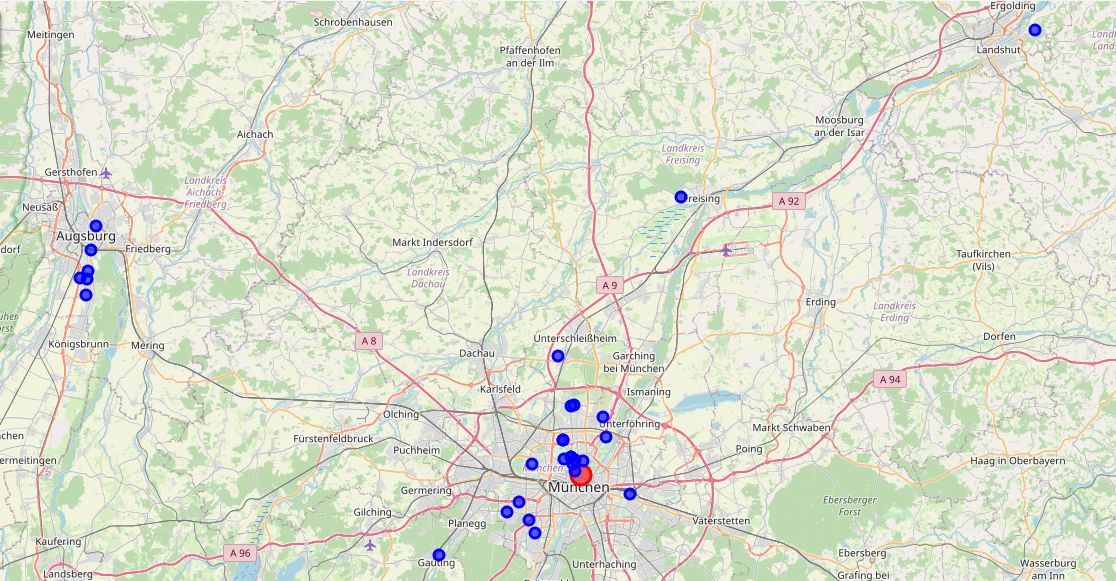 Ergolding
Schrobenhausen
Meitingen
Pfaffenhofen
an der Ilm
Landshut
Moosburg
an der Isar
Aichach
Landkreis
Freising
Gersthofen
Landkreis
Aichach
Friedberg
Freising
A 92
Neusäß
Augsburg
Friedberg
Markt Indersdorf
Taufkirchen
(Vils)
Landkreis
Dachau
A 9
Erding
Landkreis
Erding
Königsbrunn
Mering
A 8
Unterschleißheim
Dorfen
Dachau
Garching
bei München
A 94
Karlsfeld
Ismaning
Olching
Unterföhring
Markt Schwaben
Fürstenfeldbruck
Puchheim
Poing
Haag in Oberbayern
München
Germering
München
Ebersberger
Forst
Gilching
Planegg
Vaterstetten
Kaufering
A 96
Gauting
Ebersberg
Unterhaching
Wasserburg
am Inn
Landsberg
Grafing bei